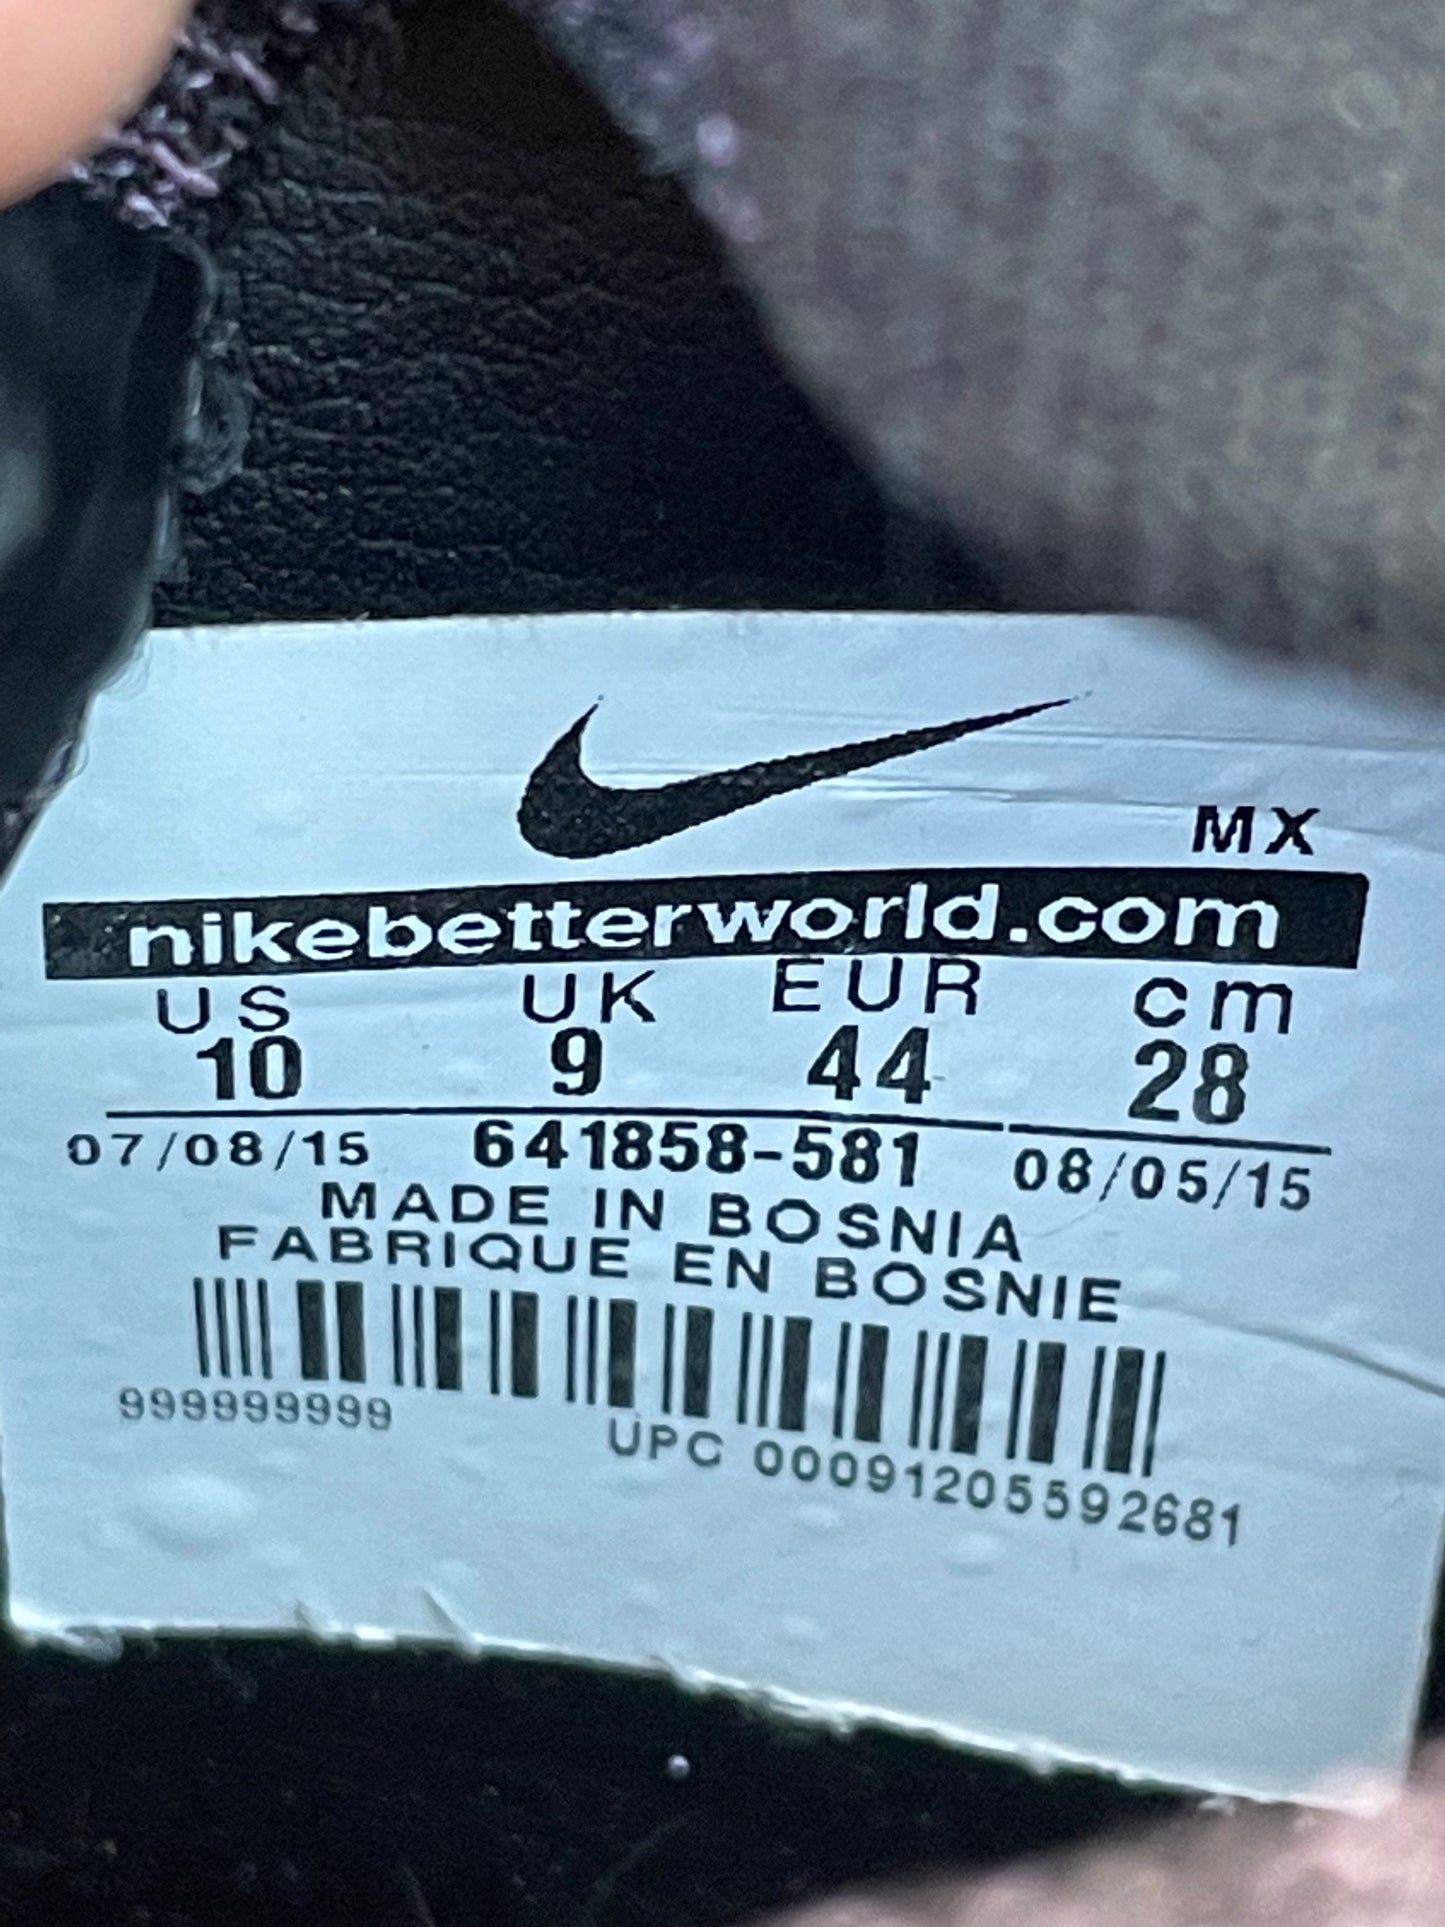 MX
nikebetterworld.com
US UK EUR cm
10 9 44 28
07/08/15 641858-581 08/05/15
MADE IN BOSNIA
FABRIQUE EN BOSNIE
999999999
UPC 00091205592681